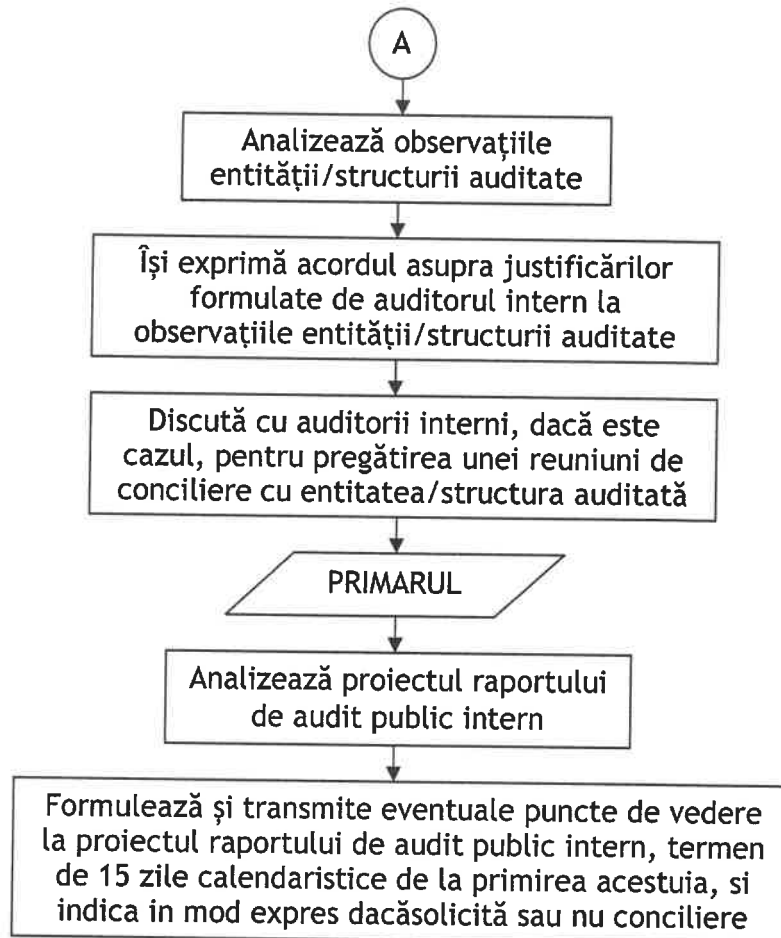 A
Analizează observațiile
entității/structurii auditate
Își exprimă acordul asupra justificărilor
formulate de auditorul intern la
observațiile entității/structurii auditate
Discută cu auditorii interni, dacă este
cazul, pentru pregătirea unei reuniuni de
conciliere cu entitatea/structura auditată
PRIMARUL
Analizează proiectul raportului
de audit public intern
Formulează și transmite eventuale puncte de vedere
la proiectul raportului de audit public intern, termen
de 15 zile calendaristice de la primirea acestuia, si
indica in mod expres dacăsolicită sau nu conciliere